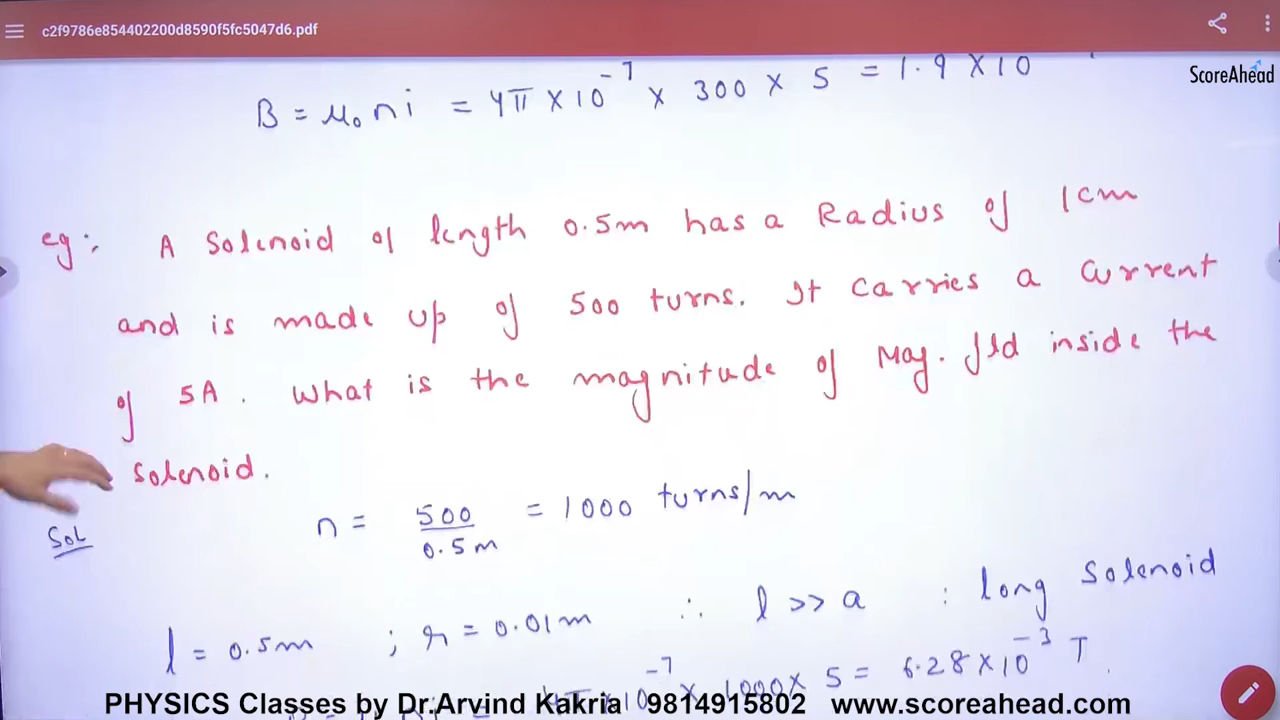 c2f9786e854402200d8590f5fc5047d6.pdf
ScoreAhead
B = μ₀ n i = 4π × 10⁻⁷ × 300 × 5 = 1.9 × 10
eg:. A Solenoid of length 0.5m has a Radius of 1cm
and is made up of 500 turns. It carries a current
of 5A. What is the magnitude of Mag. fld inside the
solenoid.
Sol n = 500/0.5m = 1000 turns/m
l = 0.5m ; r = 0.01m ∴ l >> a : long Solenoid
10⁻⁷ × 1000 × 5 = 6.28 × 10⁻³ T
PHYSICS Classes by Dr.Arvind Kakria 9814915802 www.scoreahead.com